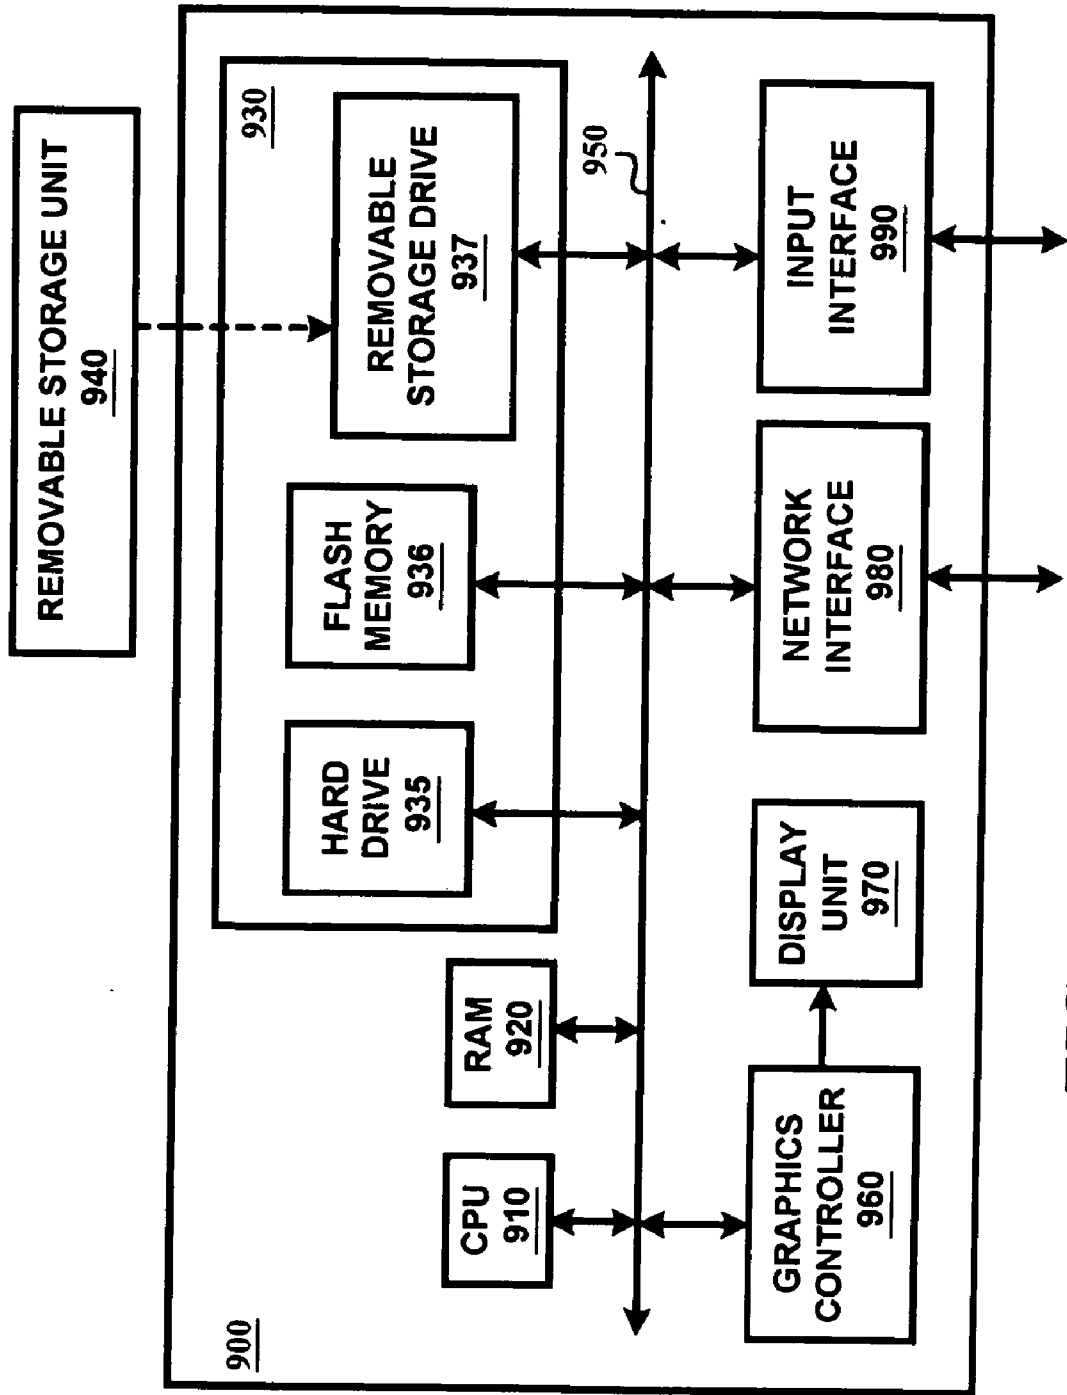 REMOVABLE STORAGE UNIT
940
930
REMOVABLE
STORAGE DRIVE
937
FLASH
MEMORY
936
HARD
DRIVE
935
RAM
920
CPU
910
900
950
GRAPHICS
CONTROLLER
960
DISPLAY
UNIT
970
NETWORK
INTERFACE
980
INPUT
INTERFACE
990